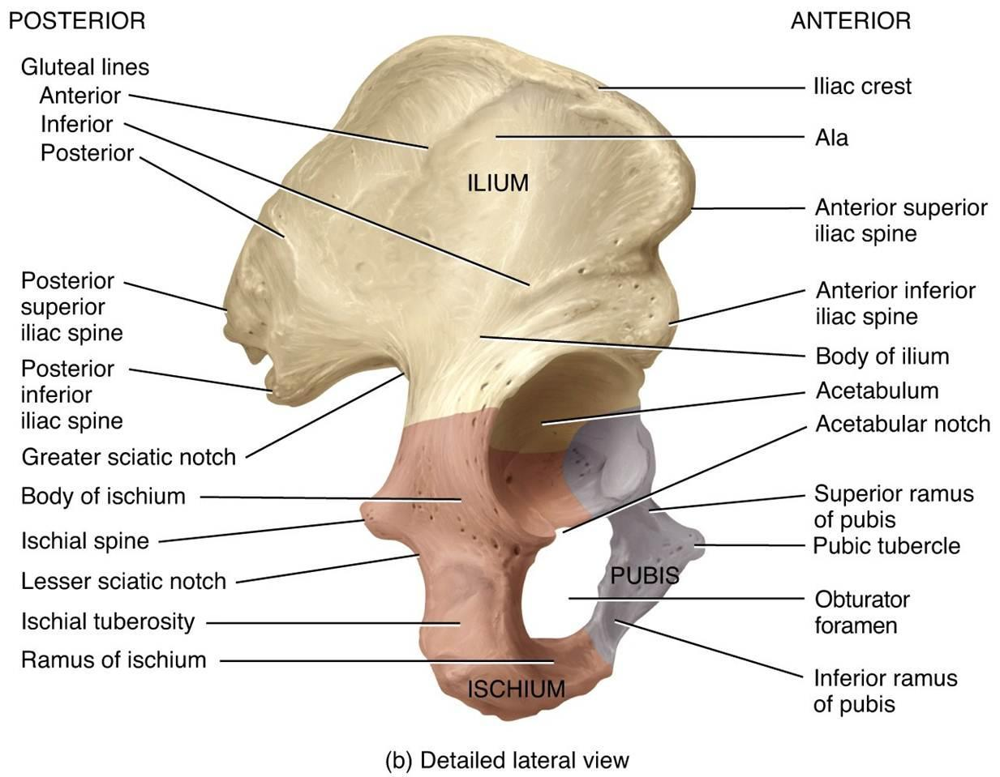 POSTERIOR
ANTERIOR
Gluteal lines
Anterior
Inferior
Posterior
Posterior
superior
iliac spine
Posterior
inferior
iliac spine
Greater sciatic notch
Body of ischium
Ischial spine
Lesser sciatic notch
Ischial tuberosity
Ramus of ischium
ILIUM
PUBIS
ISCHIUM
Iliac crest
Ala
Anterior superior
iliac spine
Anterior inferior
iliac spine
Body of ilium
Acetabulum
Acetabular notch
Superior ramus
of pubis
Pubic tubercle
Obturator
foramen
Inferior ramus
of pubis
(b) Detailed lateral view